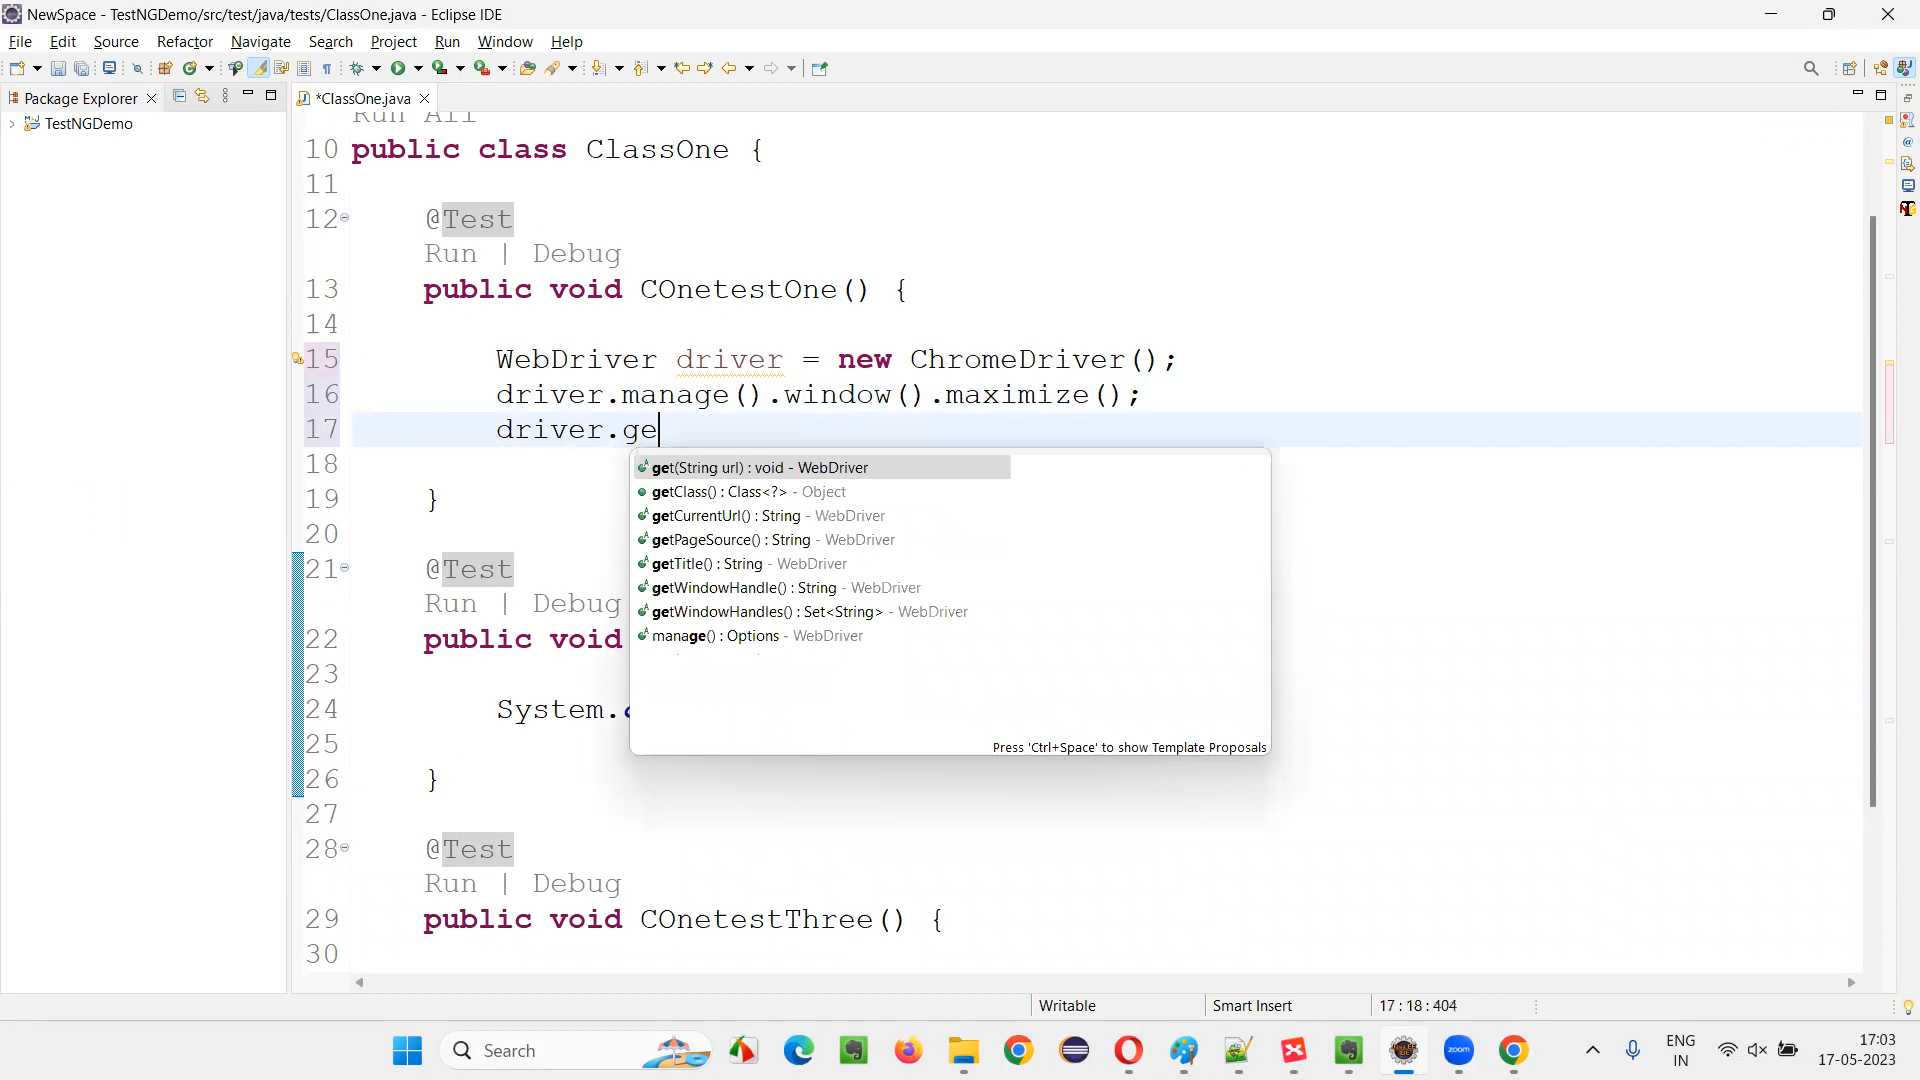 NewSpace - TestNGDemo/src/test/java/tests/ClassOne.java - Eclipse IDE
File Edit Source Refactor Navigate Search Project Run Window Help
Package Explorer
*ClassOne.java
TestNGDemo
Run All
10 public class ClassOne {
11
12 @Test
Run | Debug
13 public void COnetestOne() {
14
15 WebDriver driver = new ChromeDriver();
16 driver.manage().window().maximize();
17 driver.ge
18
get(String url) : void - WebDriver
getClass() : Class<?> - Object
19 }
getCurrentUrl() : String - WebDriver
20
getPageSource() : String - WebDriver
21 @Test
getTitle() : String - WebDriver
getWindowHandle() : String - WebDriver
Run | Debug
getWindowHandles() : Set<String> - WebDriver
22 public void
manage() : Options - WebDriver
23
24 System.
25
Press 'Ctrl+Space' to show Template Proposals
26 }
27
28 @Test
Run | Debug
29 public void COnetestThree() {
30
Writable Smart Insert 17 : 18 : 404
Search
zoom
ENG
IN
17:03
17-05-2023